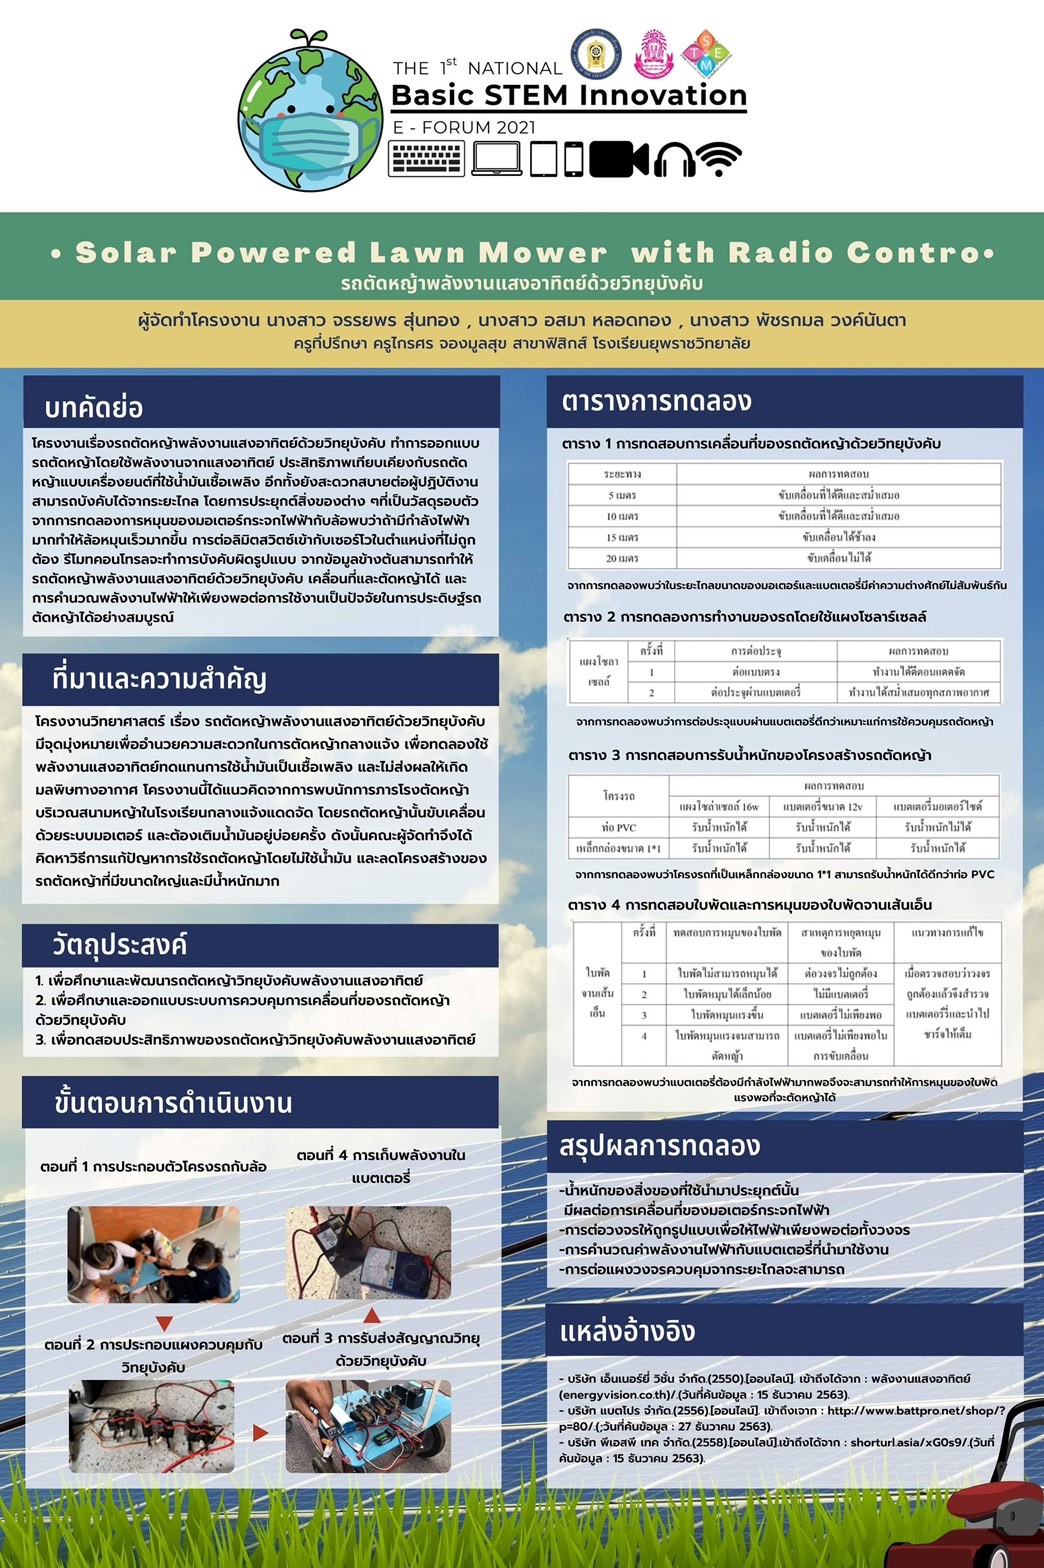 THE 1st NATIONAL
Basic STEM Innovation
E - FORUM 2021
S
T E
M
• Solar Powered Lawn Mower with Radio Contro•
รถตัดหญ้าพลังงานแสงอาทิตย์ด้วยวิทยุบังคับ
ผู้จัดทำโครงงาน นางสาว จรรยพร สุ่นทอง , นางสาว อสมา หลอดทอง , นางสาว พัชรกมล วงค์นันตา
ครูที่ปรึกษา ครูไกรศร จองมูลสุข สาขาฟิสิกส์ โรงเรียนยุพราชวิทยาลัย
บทคัดย่อ
โครงงานเรื่องรถตัดหญ้าพลังงานแสงอาทิตย์ด้วยวิทยุบังคับ ทำการออกแบบ
รถตัดหญ้าโดยใช้พลังงานจากแสงอาทิตย์ ประสิทธิภาพเทียบเคียงกับรถตัด
หญ้าแบบเครื่องยนต์ที่ใช้น้ำมันเชื้อเพลิง อีกทั้งยังสะดวกสบายต่อผู้ปฏิบัติงาน
สามารถบังคับได้จากระยะไกล โดยการประยุกต์สิ่งของต่าง ๆที่เป็นวัสดุรอบตัว
จากการทดลองการหมุนของมอเตอร์กระจกไฟฟ้ากับล้อพบว่าถ้ามีกำลังไฟฟ้า
มากทำให้ล้อหมุนเร็วมากขึ้น การต่อลิมิตสวิตซ์เข้ากับเซอร์โวในตำแหน่งที่ไม่ถูก
ต้อง รีโมทคอนโทรลจะทำการบังคับผิดรูปแบบ จากข้อมูลข้างต้นสามารถทำให้
รถตัดหญ้าพลังงานแสงอาทิตย์ด้วยวิทยุบังคับ เคลื่อนที่และตัดหญ้าได้ และ
การคำนวณพลังงานไฟฟ้าให้เพียงพอต่อการใช้งานเป็นปัจจัยในการประดิษฐ์รถ
ตัดหญ้าได้อย่างสมบูรณ์
ที่มาและความสำคัญ
โครงงานวิทยาศาสตร์ เรื่อง รถตัดหญ้าพลังงานแสงอาทิตย์ด้วยวิทยุบังคับ
มีจุดมุ่งหมายเพื่ออำนวยความสะดวกในการตัดหญ้ากลางแจ้ง เพื่อทดลองใช้
พลังงานแสงอาทิตย์ทดแทนการใช้น้ำมันเป็นเชื้อเพลิง และไม่ส่งผลให้เกิด
มลพิษทางอากาศ โครงงานนี้ได้แนวคิดจากการพบนักการภารโรงตัดหญ้า
บริเวณสนามหญ้าในโรงเรียนกลางแจ้งแดดจัด โดยรถตัดหญ้านั้นขับเคลื่อน
ด้วยระบบมอเตอร์ และต้องเติมน้ำมันอยู่บ่อยครั้ง ดังนั้นคณะผู้จัดทำจึงได้
คิดหาวิธีการแก้ปัญหาการใช้รถตัดหญ้าโดยไม่ใช้น้ำมัน และลดโครงสร้างของ
รถตัดหญ้าที่มีขนาดใหญ่และมีน้ำหนักมาก
วัตถุประสงค์
1. เพื่อศึกษาและพัฒนารถตัดหญ้าวิทยุบังคับพลังงานแสงอาทิตย์
2. เพื่อศึกษาและออกแบบระบบการควบคุมการเคลื่อนที่ของรถตัดหญ้า
ด้วยวิทยุบังคับ
3. เพื่อทดสอบประสิทธิภาพของรถตัดหญ้าวิทยุบังคับพลังงานแสงอาทิตย์
ขั้นตอนการดำเนินงาน
ตอนที่ 1 การประกอบตัวโครงรถกับล้อ
ตอนที่ 4 การเก็บพลังงานใน
แบตเตอรี่
ตอนที่ 2 การประกอบแผงควบคุมกับ
วิทยุบังคับ
ตอนที่ 3 การรับส่งสัญญาณวิทยุ
ด้วยวิทยุบังคับ
ตารางการทดลอง
ตาราง 1 การทดสอบการเคลื่อนที่ของรถตัดหญ้าด้วยวิทยุบังคับ
ระยะทาง ผลการทดสอบ
5 เมตร ขับเคลื่อนที่ได้ดีและสม่ำเสมอ
10 เมตร ขับเคลื่อนที่ได้ดีและสม่ำเสมอ
15 เมตร ขับเคลื่อนได้ช้าลง
20 เมตร ขับเคลื่อนไม่ได้
จากการทดลองพบว่าในระยะไกลขนาดของมอเตอร์และแบตเตอรี่มีค่าความต่างศักย์ไม่สัมพันธ์กัน
ตาราง 2 การทดลองการทำงานของรถโดยใช้แผงโซลาร์เซลล์
แผงโซลา
เซลล์
ครั้งที่ การต่อประจุ ผลการทดสอบ
1 ต่อแบบตรง ทำงานได้ดีตอนแดดจัด
2 ต่อประจุผ่านแบตเตอรี่ ทำงานได้สม่ำเสมอทุกสภาพอากาศ
จากการทดลองพบว่าการต่อประจุแบบผ่านแบตเตอรี่ดีกว่าเหมาะแก่การใช้ควบคุมรถตัดหญ้า
ตาราง 3 การทดสอบการรับน้ำหนักของโครงสร้างรถตัดหญ้า
โครงรถ ผลการทดสอบ
แผงโซล่าเซลล์ 16w แบตเตอรี่ขนาด 12v แบตเตอรี่มอเตอร์ไซค์
ท่อ PVC รับน้ำหนักได้ รับน้ำหนักได้ รับน้ำหนักไม่ได้
เหล็กกล่องขนาด 1*1 รับน้ำหนักได้ รับน้ำหนักได้ รับน้ำหนักได้
จากการทดลองพบว่าโครงรถที่เป็นเหล็กกล่องขนาด 1*1 สามารถรับน้ำหนักได้ดีกว่าท่อ PVC
ตาราง 4 การทดสอบใบพัดและการหมุนของใบพัดจานเส้นเอ็น
ใบพัด
จานเส้น
เอ็น
ครั้งที่ ทดสอบการหมุนของใบพัด สาเหตุการหยุดหมุน
ของใบพัด
แนวทางการแก้ไข
1 ใบพัดไม่สามารถหมุนได้ ต่อวงจรไม่ถูกต้อง
2 ใบพัดหมุนได้เล็กน้อย ไม่มีแบตเตอรี่
3 ใบพัดหมุนแรงขึ้น แบตเตอรี่ไม่เพียงพอ
4 ใบพัดหมุนแรงจนสามารถ
ตัดหญ้า
แบตเตอรี่ไม่เพียงพอใน
การขับเคลื่อน
เมื่อตรวจสอบว่าวงจร
ถูกต้องแล้วจึงสำรวจ
แบตเตอรี่และนำไป
ชาร์จให้เต็ม
จากการทดลองพบว่าแบตเตอรี่ต้องมีกำลังไฟฟ้ามากพอจึงจะสามารถทำให้การหมุนของใบพัด
แรงพอที่จะตัดหญ้าได้
สรุปผลการทดลอง
-น้ำหนักของสิ่งของที่ใช้นำมาประยุกต์นั้น
มีผลต่อการเคลื่อนที่ของมอเตอร์กระจกไฟฟ้า
-การต่อวงจรให้ถูกรูปแบบเพื่อให้ไฟฟ้าเพียงพอต่อทั้งวงจร
-การคำนวณค่าพลังงานไฟฟ้ากับแบตเตอรี่ที่นำมาใช้งาน
-การต่อแผงวงจรควบคุมจากระยะไกลจะสามารถ
แหล่งอ้างอิง
- บริษัท เอ็นเนอร์ยี่ วิชั่น จำกัด.(2550).[ออนไลน์]. เข้าถึงได้จาก : พลังงานแสงอาทิตย์
(energyvision.co.th)/.(วันที่ค้นข้อมูล : 15 ธันวาคม 2563).
- บริษัท แบตโปร จำกัด.(2556).[ออนไลน์]. เข้าถึงเจาก : http://www.battpro.net/shop/?
p=80/.(;วันที่ค้นข้อมูล : 27 ธันวาคม 2563).
- บริษัท พีเอสพี เทค จำกัด.(2558).[ออนไลน์].เข้าถึงได้จาก : shorturl.asia/xG0s9/.(วันที่
ค้นข้อมูล : 15 ธันวาคม 2563).